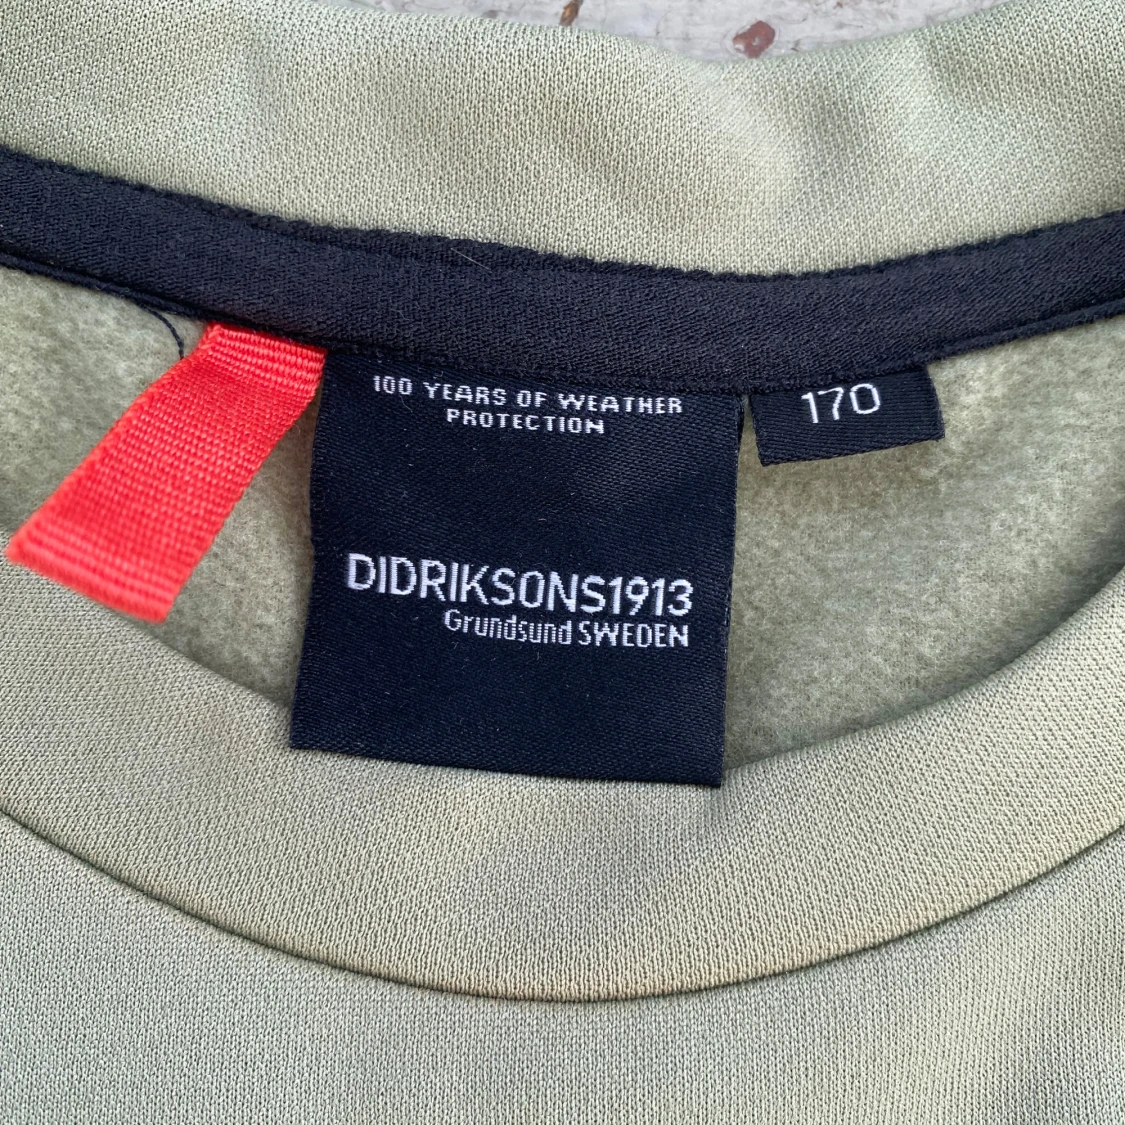 100 YEARS OF WEATHER
PROTECTION
170
DIDRIKSONS1913
Grundsund SWEDEN